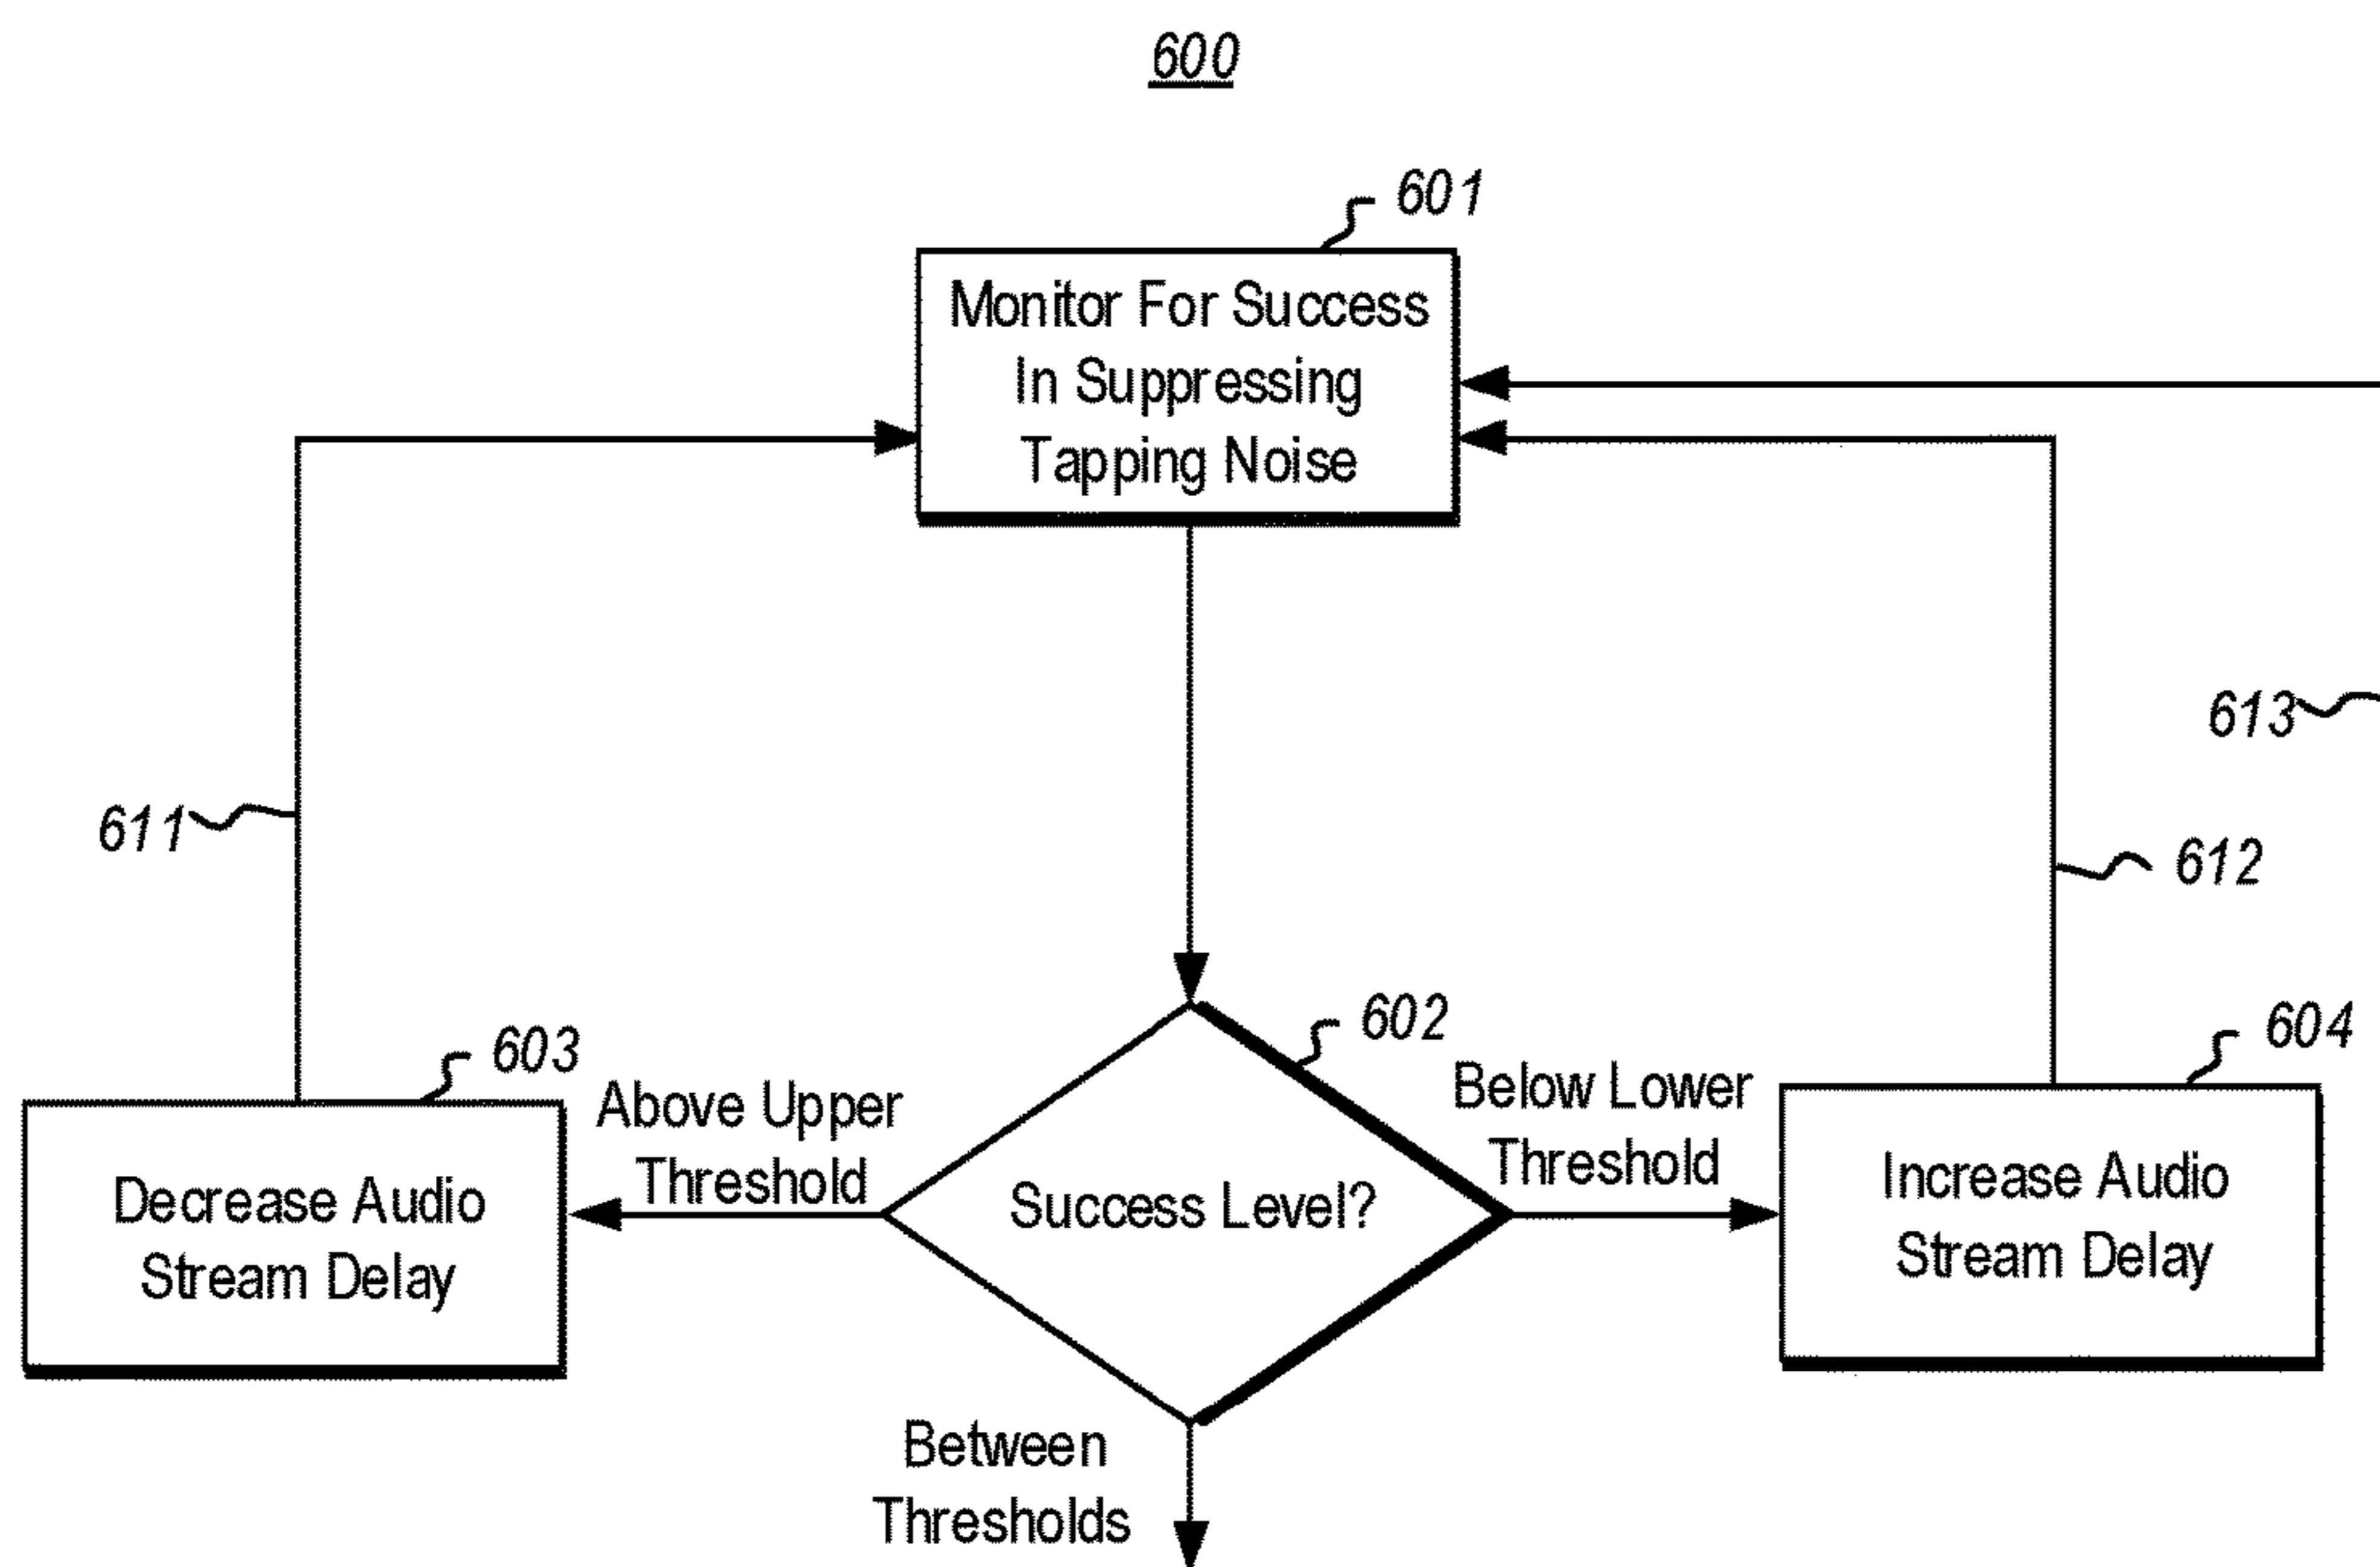 600
601
Monitor For Success
In Suppressing
Tapping Noise
613
611
612
602
604
603
Above Upper
Threshold
Below Lower
Threshold
Decrease Audio
Stream Delay
Success Level?
Increase Audio
Stream Delay
Between
Thresholds